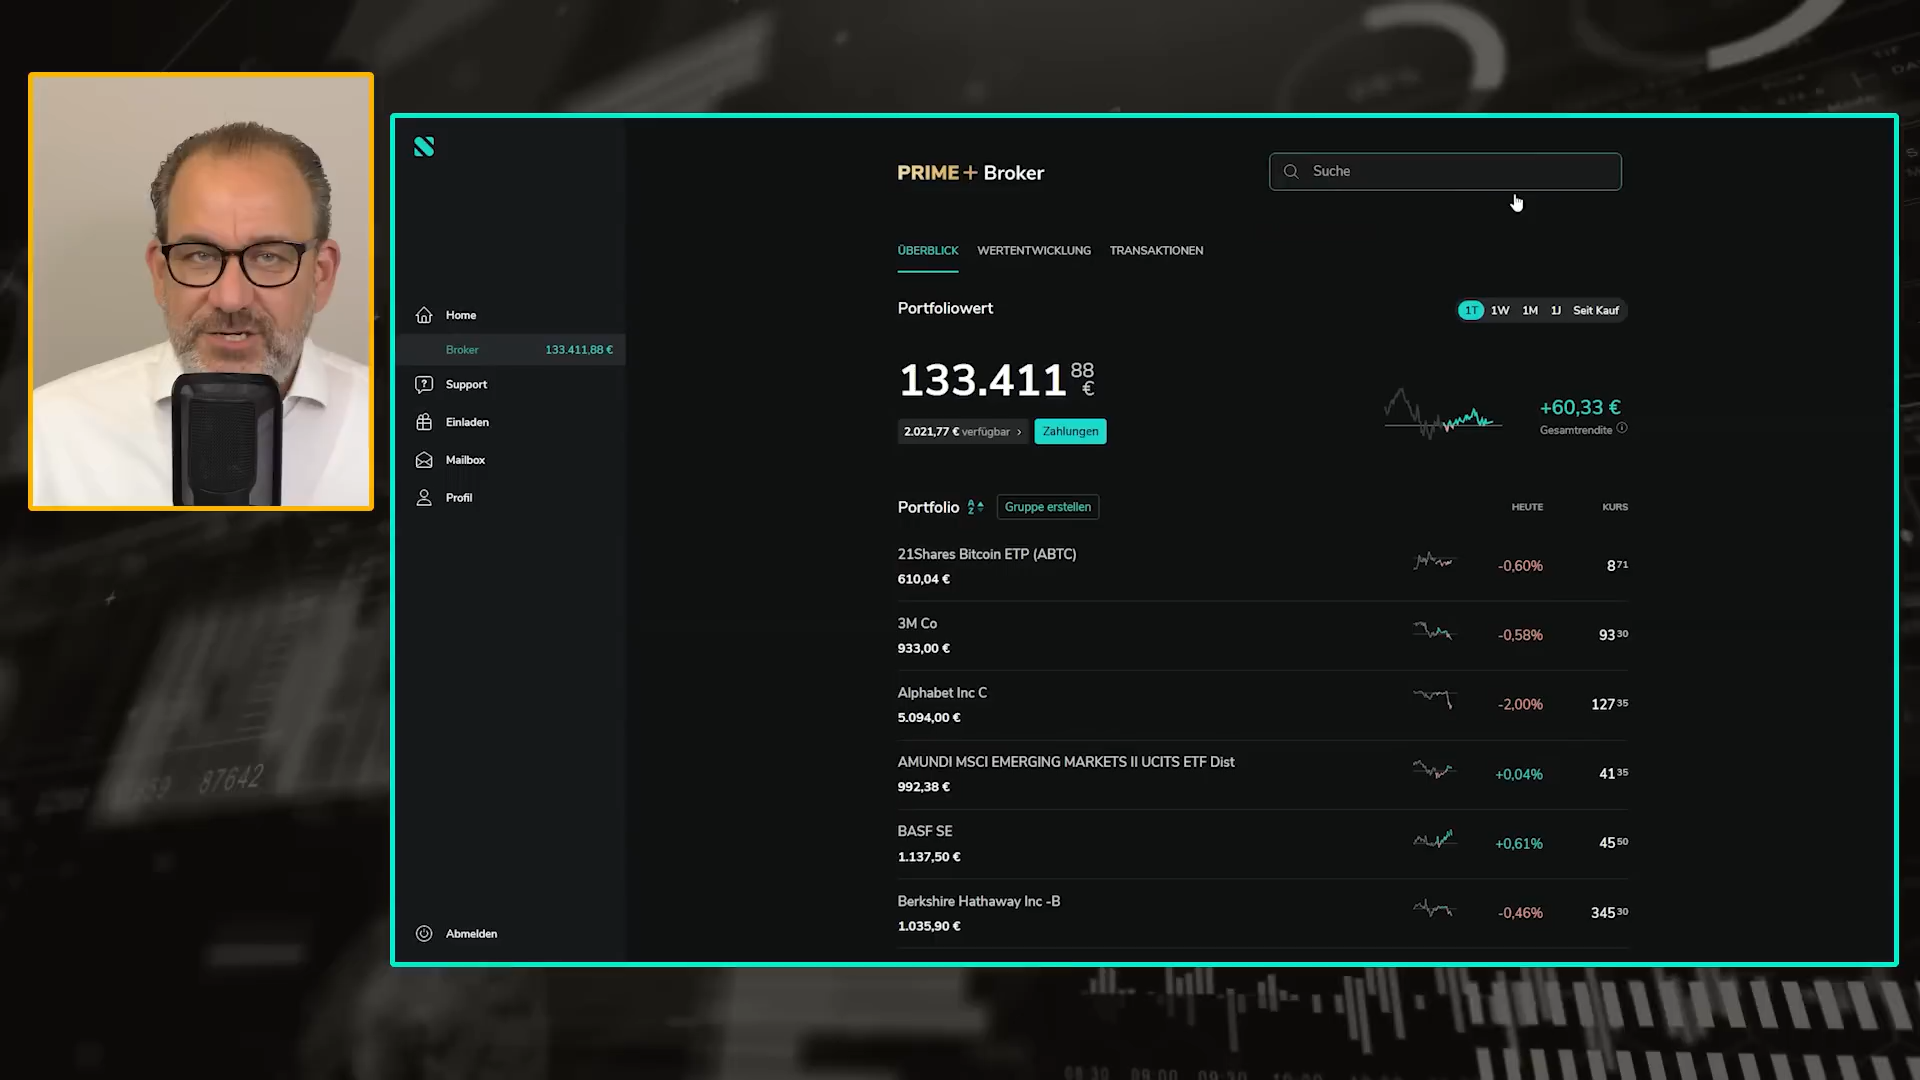 PRIME+ Broker
Suche
ÜBERBLICK WERTENTWICKLUNG TRANSAKTIONEN
Portfoliowert
1T 1W 1M 1J Seit Kauf
Home
Broker 133.411,88 €
Support
Einladen
Mailbox
Profil
Abmelden
133.411 88 €
2.021,77 € verfügbar › Zahlungen
+60,33 €
Gesamtrendite
Portfolio A Z Gruppe erstellen HEUTE KURS
21Shares Bitcoin ETP (ABTC)
610,04 €
-0,60% 8 71
3M Co
933,00 €
-0,58% 93 30
Alphabet Inc C
5.094,00 €
-2,00% 127 35
AMUNDI MSCI EMERGING MARKETS II UCITS ETF Dist
992,38 €
+0,04% 41 35
BASF SE
1.137,50 €
+0,61% 45 50
Berkshire Hathaway Inc -B
1.035,90 €
-0,46% 345 30
87642